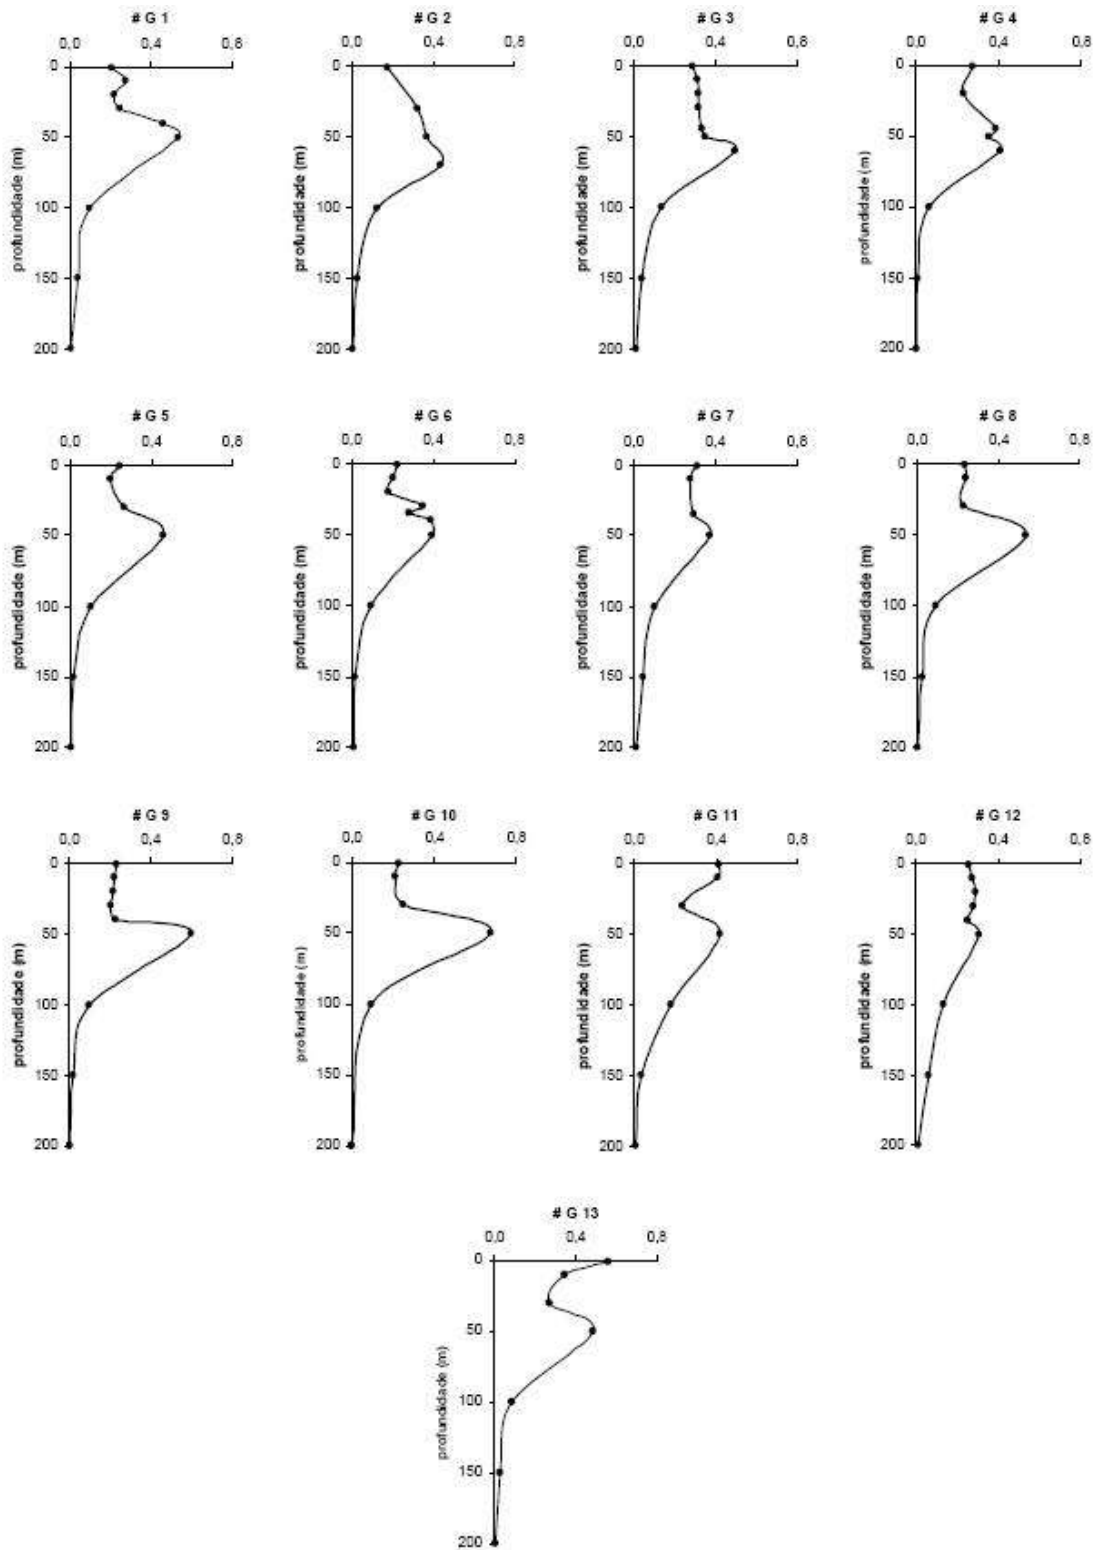 # G 1 # G 2 # G 3 # G 4
0,0 0,4 0,8 0,0 0,4 0,8 0,0 0,4 0,8 0,0 0,4 0,8
0 0 0 0
50 50 50 50
100 100 100 100
150 150 150 150
200 200 200 200
profundidade (m) profundidade (m) profundidade (m) profundidade (m)
# G 5 # G 6 # G 7 # G 8
0,0 0,4 0,8 0,0 0,4 0,8 0,0 0,4 0,8 0,0 0,4 0,8
0 0 0 0
50 50 50 50
100 100 100 100
150 150 150 150
200 200 200 200
profundidade (m) profundidade (m) profundidade (m) profundidade (m)
# G 9 # G 10 # G 11 # G 12
0,0 0,4 0,8 0,0 0,4 0,8 0,0 0,4 0,8 0,0 0,4 0,8
0 0 0 0
50 50 50 50
100 100 100 100
150 150 150 150
200 200 200 200
profundidade (m) profundidade (m) profundidade (m) profundidade (m)
# G 13
0,0 0,4 0,8
0
50
100
150
200
profundidade (m)